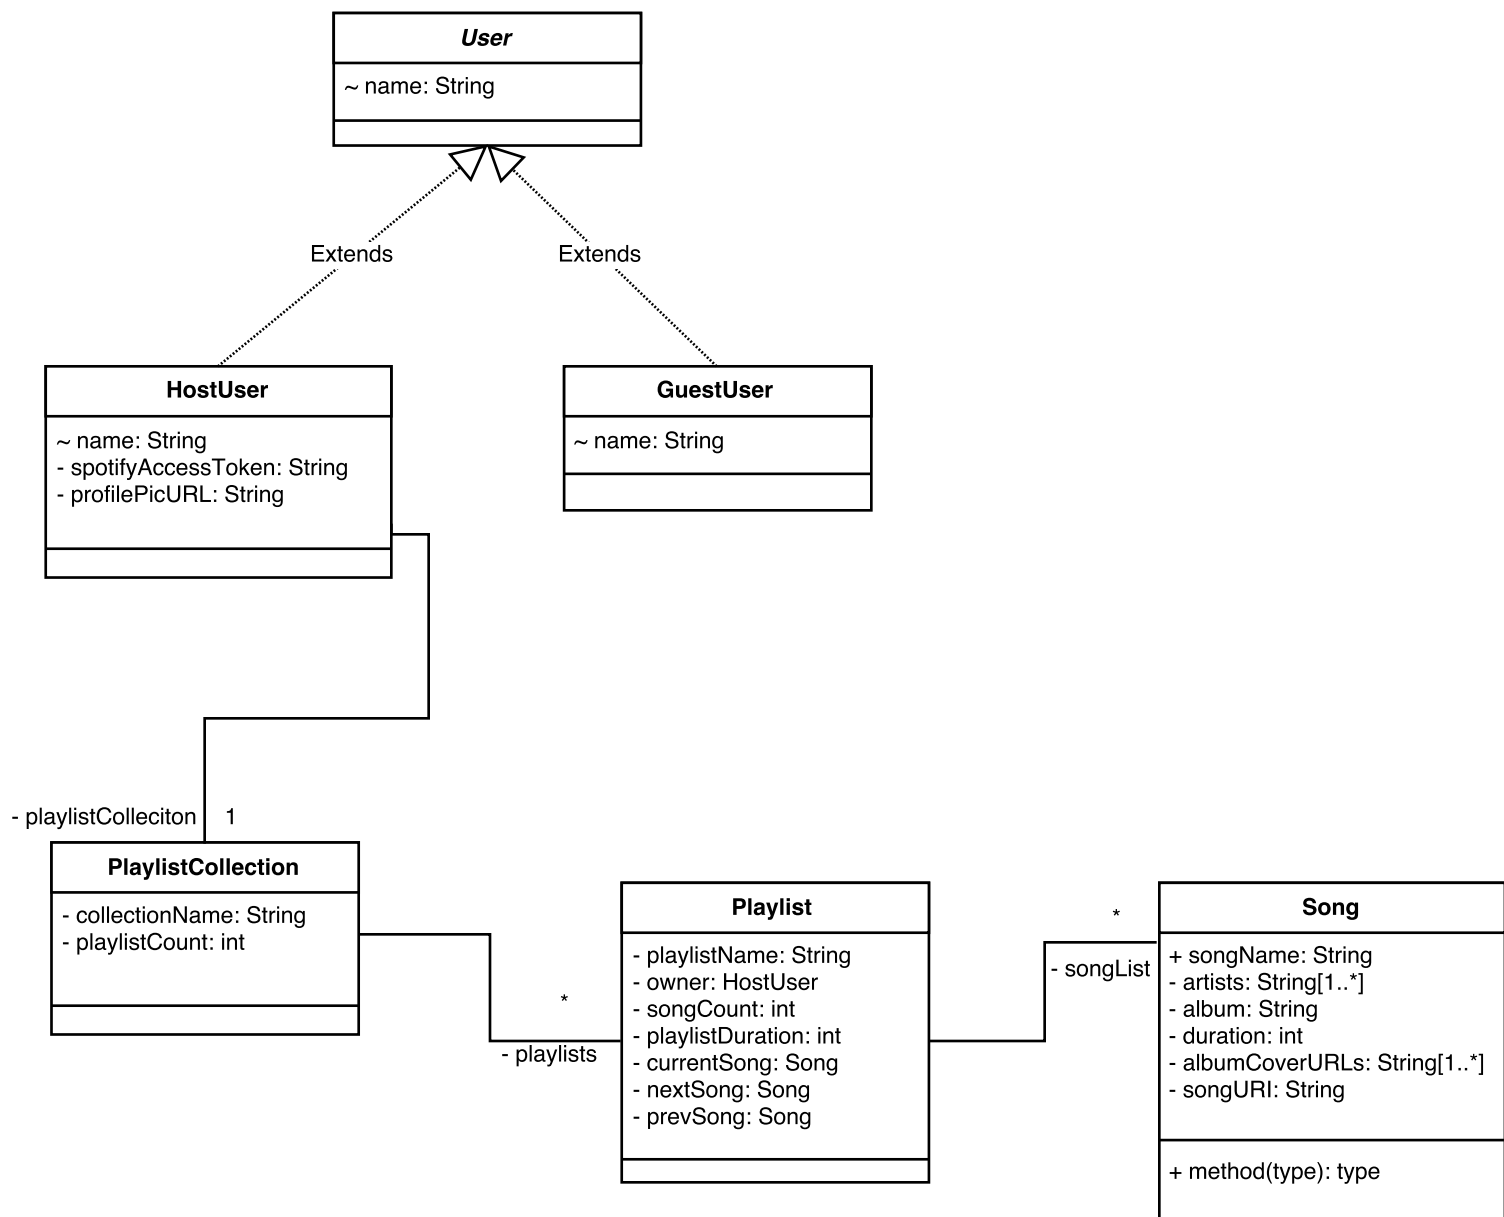 User
~ name: String
Extends
Extends
HostUser
~ name: String
- spotifyAccessToken: String
- profilePicURL: String
GuestUser
~ name: String
- playlistColleciton
1
PlaylistCollection
- collectionName: String
- playlistCount: int
*
- playlists
Playlist
- playlistName: String
- owner: HostUser
- songCount: int
- playlistDuration: int
- currentSong: Song
- nextSong: Song
- prevSong: Song
*
- songList
Song
+ songName: String
- artists: String[1..*]
- album: String
- duration: int
- albumCoverURLs: String[1..*]
- songURI: String
+ method(type): type